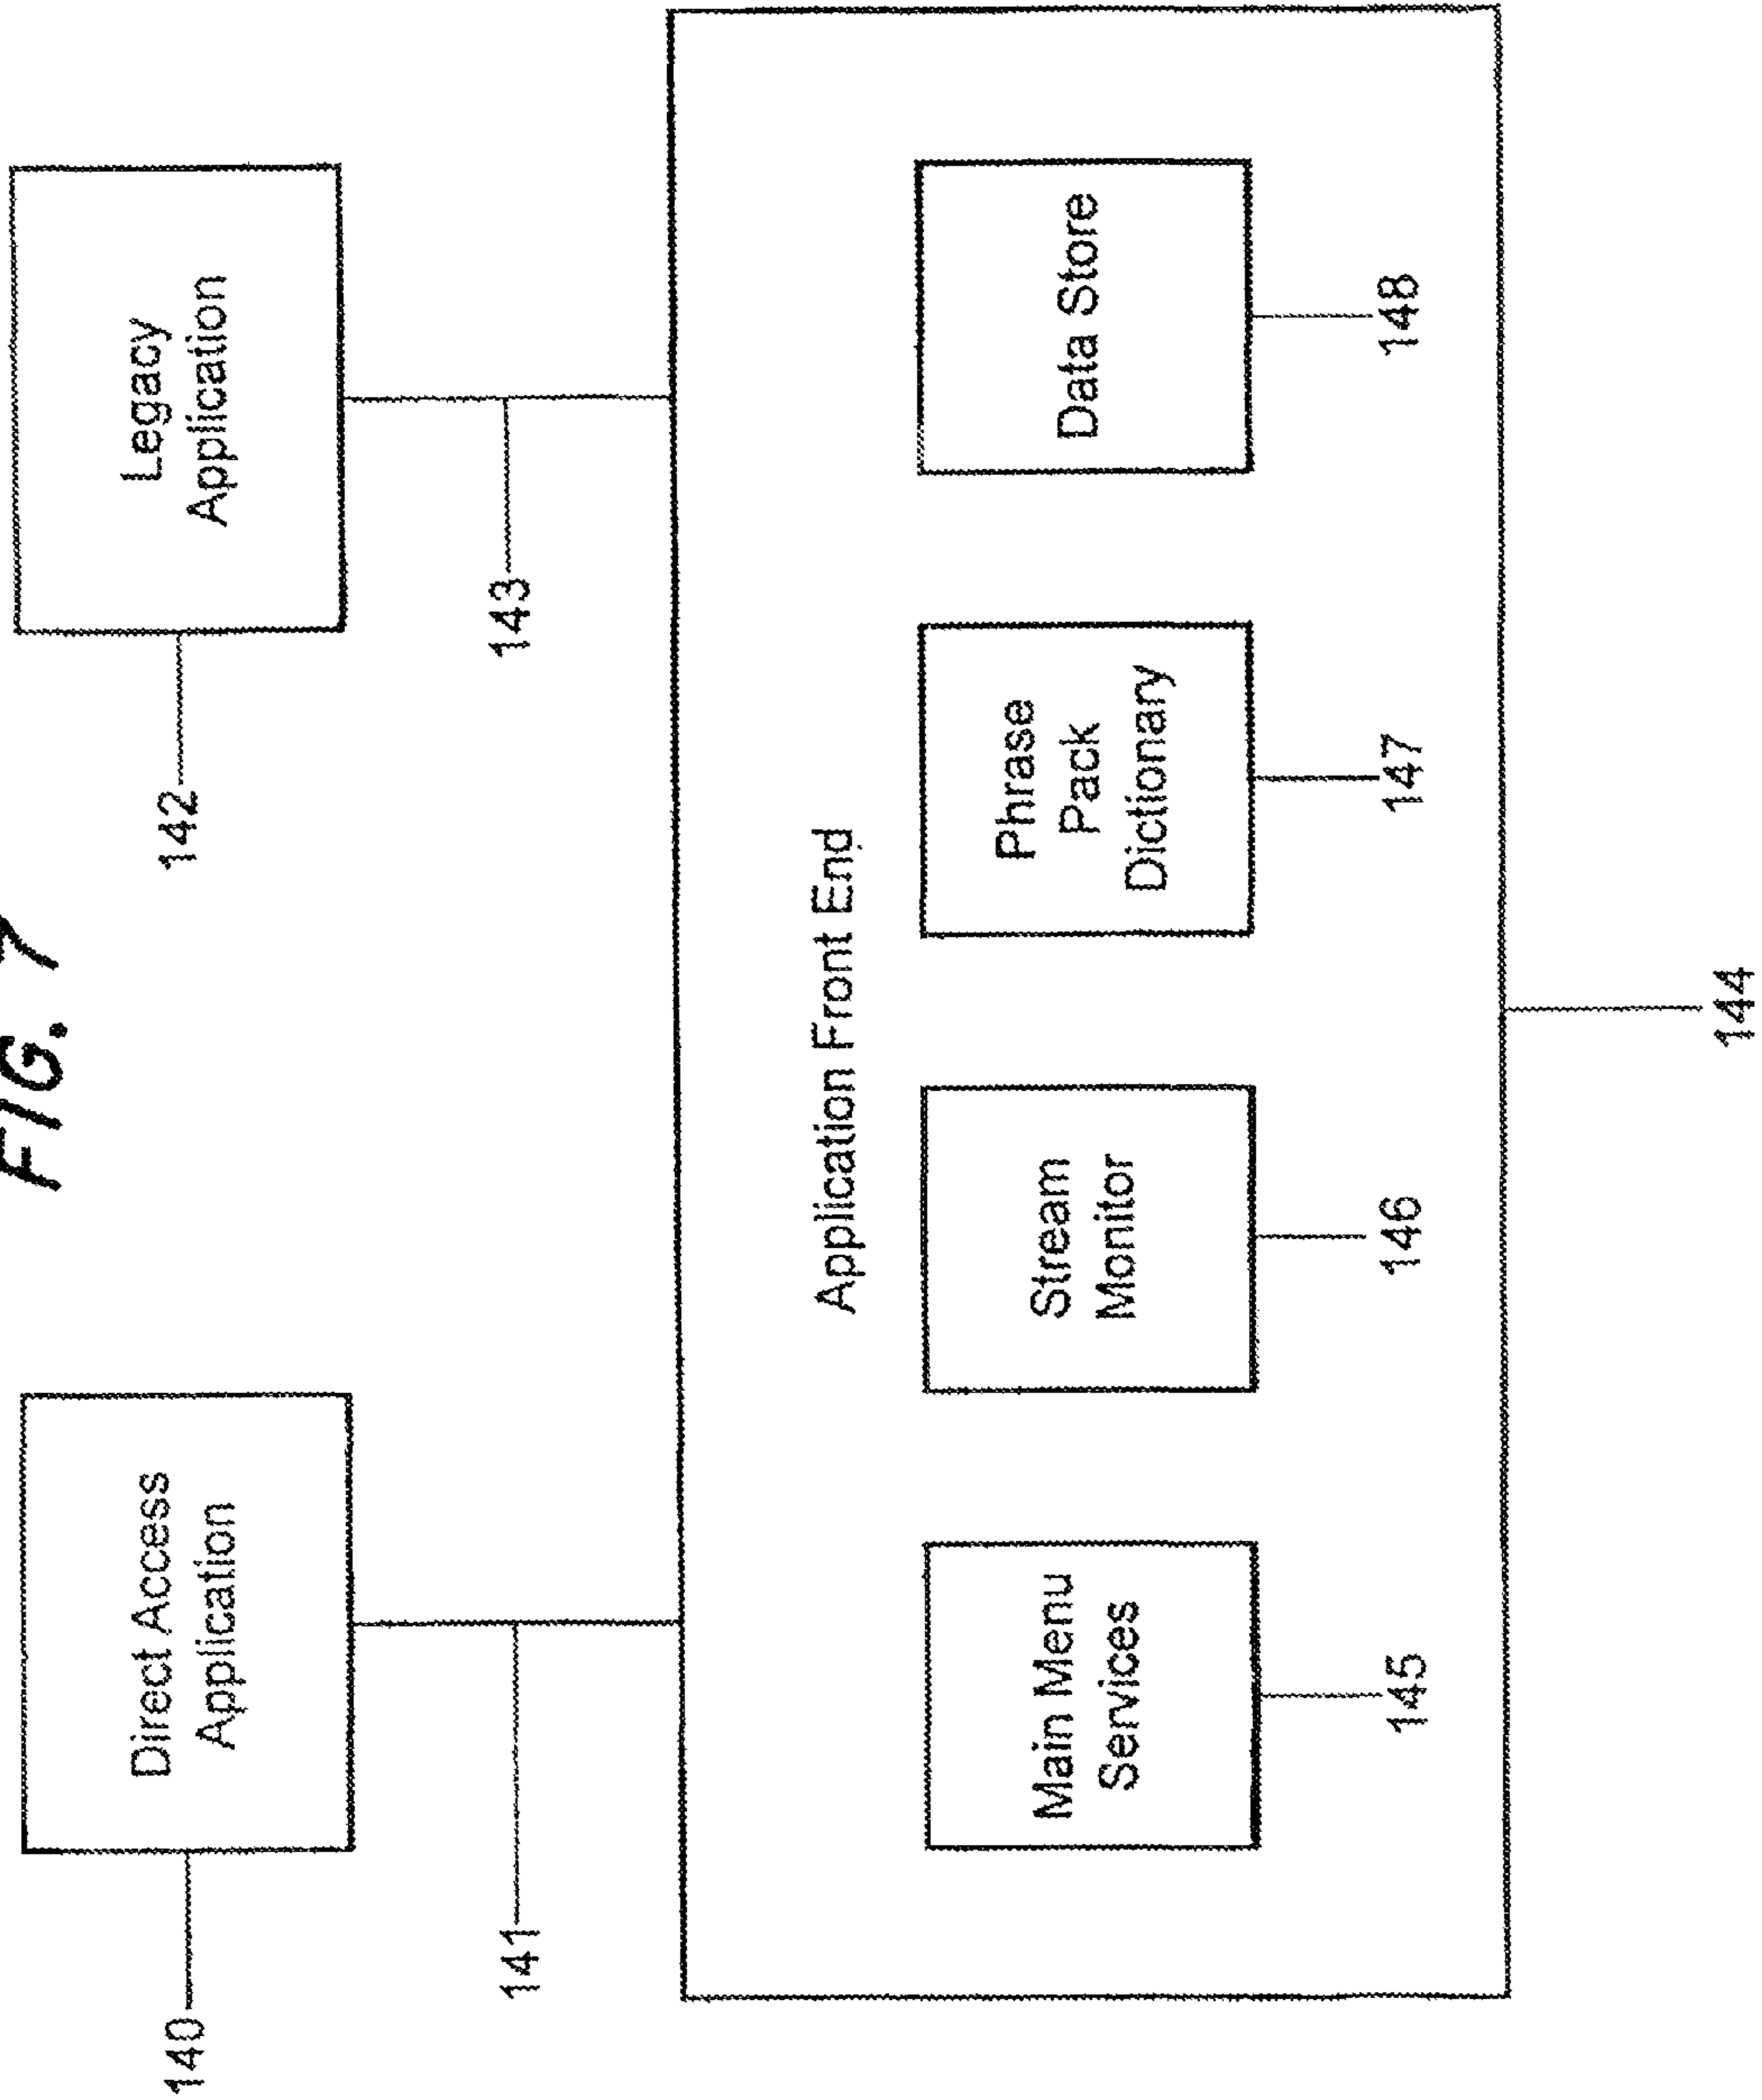 FIG. 7
Direct Access
Application
Legacy
Application
140
142
141
143
Application Front End
Main Menu
Services
Stream
Monitor
Phrase
Pack
Dictionary
Data Store
145
146
147
148
144